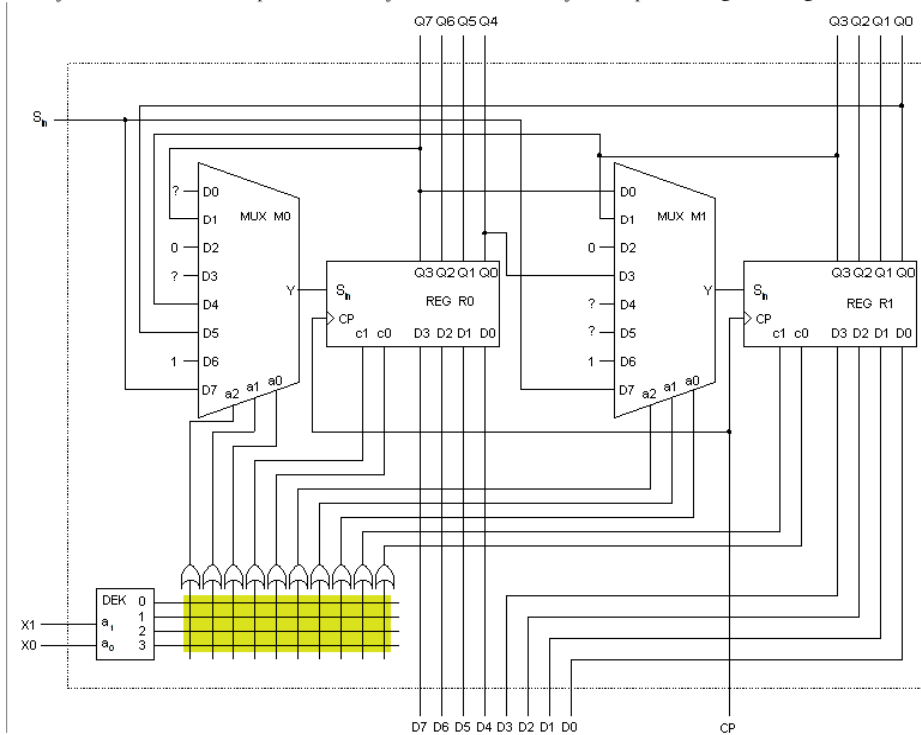 Q7 Q6 Q5 Q4 Q3 Q2 Q1 Q0
S_In
? D0
D1
0 D2
? D3
D4
D5
1 D6
D7
MUX M0
Y
a2 a1 a0
Q3 Q2 Q1 Q0
S_In REG R0
CP
c1 c0 D3 D2 D1 D0
D0
D1
0 D2
D3
? D4
? D5
1 D6
D7
MUX M1
Y
a2 a1 a0
Q3 Q2 Q1 Q0
S_In REG R1
CP
c1 c0 D3 D2 D1 D0
DEK 0
1
2
3
X1 a1
X0 a0
D7 D6 D5 D4 D3 D2 D1 D0 CP